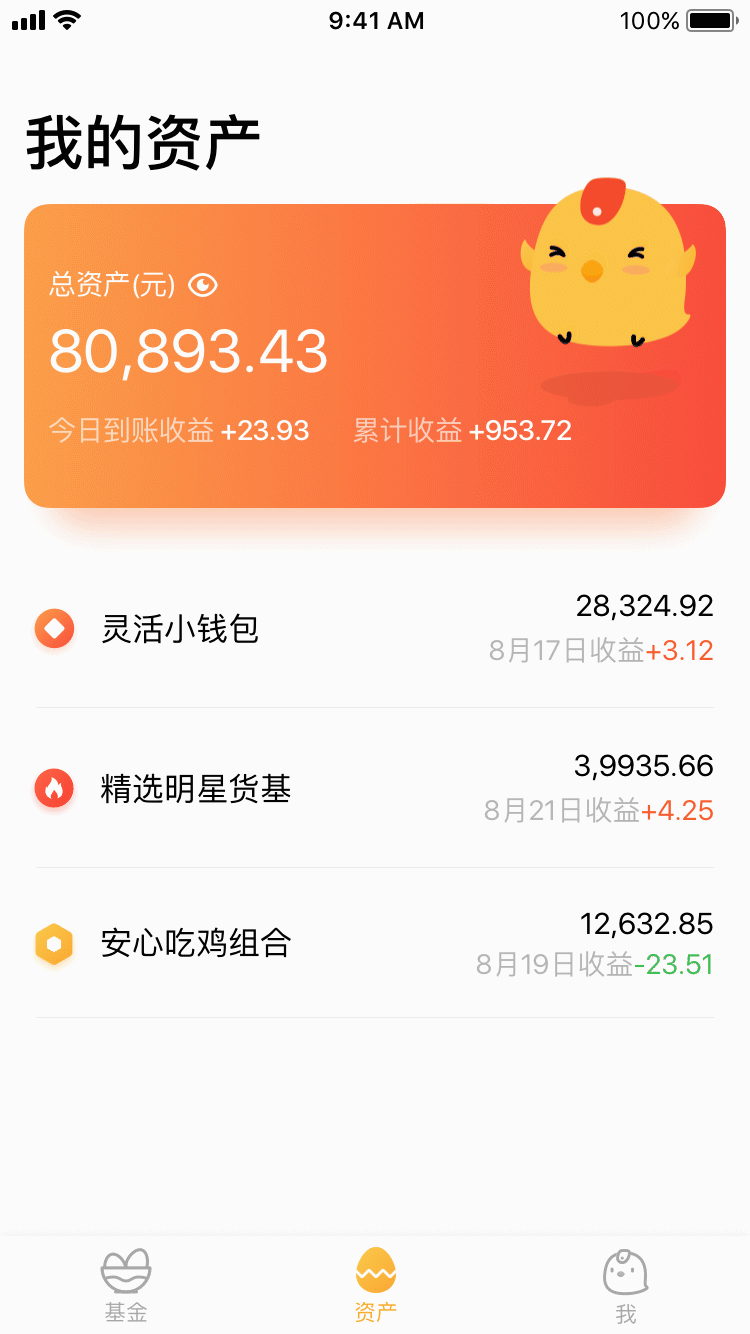 9:41 AM 100%
我的资产
总资产(元)
80,893.43
今日到账收益 +23.93 累计收益 +953.72
灵活小钱包
28,324.92
8月17日收益+3.12
精选明星货基
3,9935.66
8月21日收益+4.25
安心吃鸡组合
12,632.85
8月19日收益-23.51
基金 资产 我